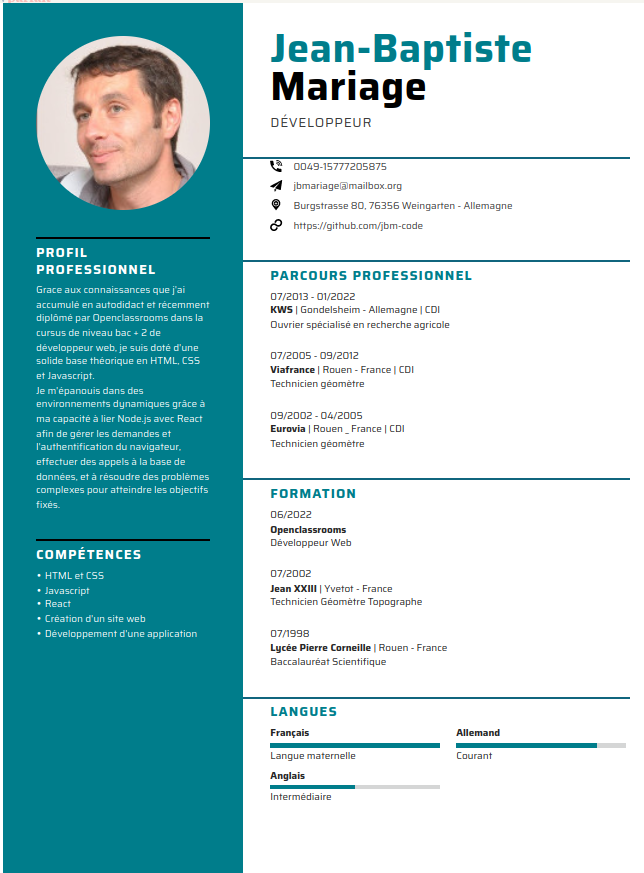 Jean-Baptiste
Mariage
DÉVELOPPEUR
0049-15777205875
jbmariage@mailbox.org
Burgstrasse 80, 76356 Weingarten - Allemagne
https://github.com/jbm-code
PROFIL
PROFESSIONNEL
Grace aux connaissances que j'ai
accumulé en autodidact et récemment
diplômé par Openclassrooms dans la
cursus de niveau bac + 2 de
développeur web, je suis doté d'une
solide base théorique en HTML, CSS
et Javascript.
Je m'épanouis dans des
environnements dynamiques grâce à
ma capacité à lier Node.js avec React
afin de gérer les demandes et
l'authentification du navigateur,
effectuer des appels à la base de
données, et à résoudre des problèmes
complexes pour atteindre les objectifs
fixés.
COMPÉTENCES
• HTML et CSS
• Javascript
• React
• Création d'un site web
• Développement d'une application
PARCOURS PROFESSIONNEL
07/2013 - 01/2022
KWS | Gondelsheim - Allemagne | CDI
Ouvrier spécialisé en recherche agricole
07/2005 - 09/2012
Viafrance | Rouen - France | CDI
Technicien géomètre
09/2002 - 04/2005
Eurovia | Rouen _ France | CDI
Technicien géomètre
FORMATION
06/2022
Openclassrooms
Développeur Web
07/2002
Jean XXIII | Yvetot - France
Technicien Géomètre Topographe
07/1998
Lycée Pierre Corneille | Rouen - France
Baccalauréat Scientifique
LANGUES
Français
Langue maternelle
Allemand
Courant
Anglais
Intermédiaire